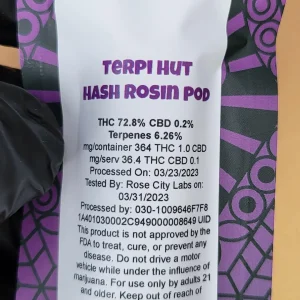 Terpi Hut
Hash Rosin Pod
THC 72.8% CBD 0.2%
Terpenes 6.26%
mg/container 364 THC 1.0 CBD
mg/serv 36.4 THC CBD 0.1
Processed On: 03/23/2023
Tested By: Rose City Labs on:
03/31/2023
Processed by: 030-1009646F7F8
1A4010300002C949000008649 UID
This product is not approved by the
FDA to treat, cure, or prevent any
disease. Do not drive a motor
vehicle while under the influence of
marijuana. For use only by adults 21
and older. Keep out of reach of